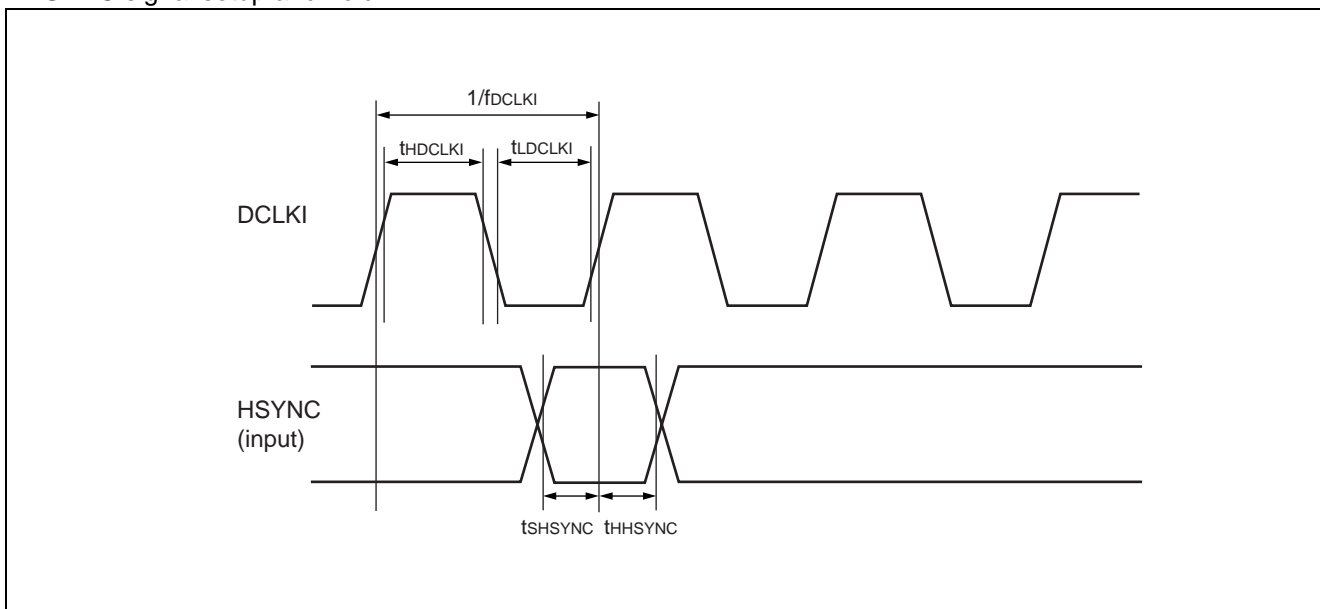 1/fDCLKI
tHDCLKI
tLDCLKI
DCLKI
HSYNC
(input)
tSHSYNC
tHHSYNC